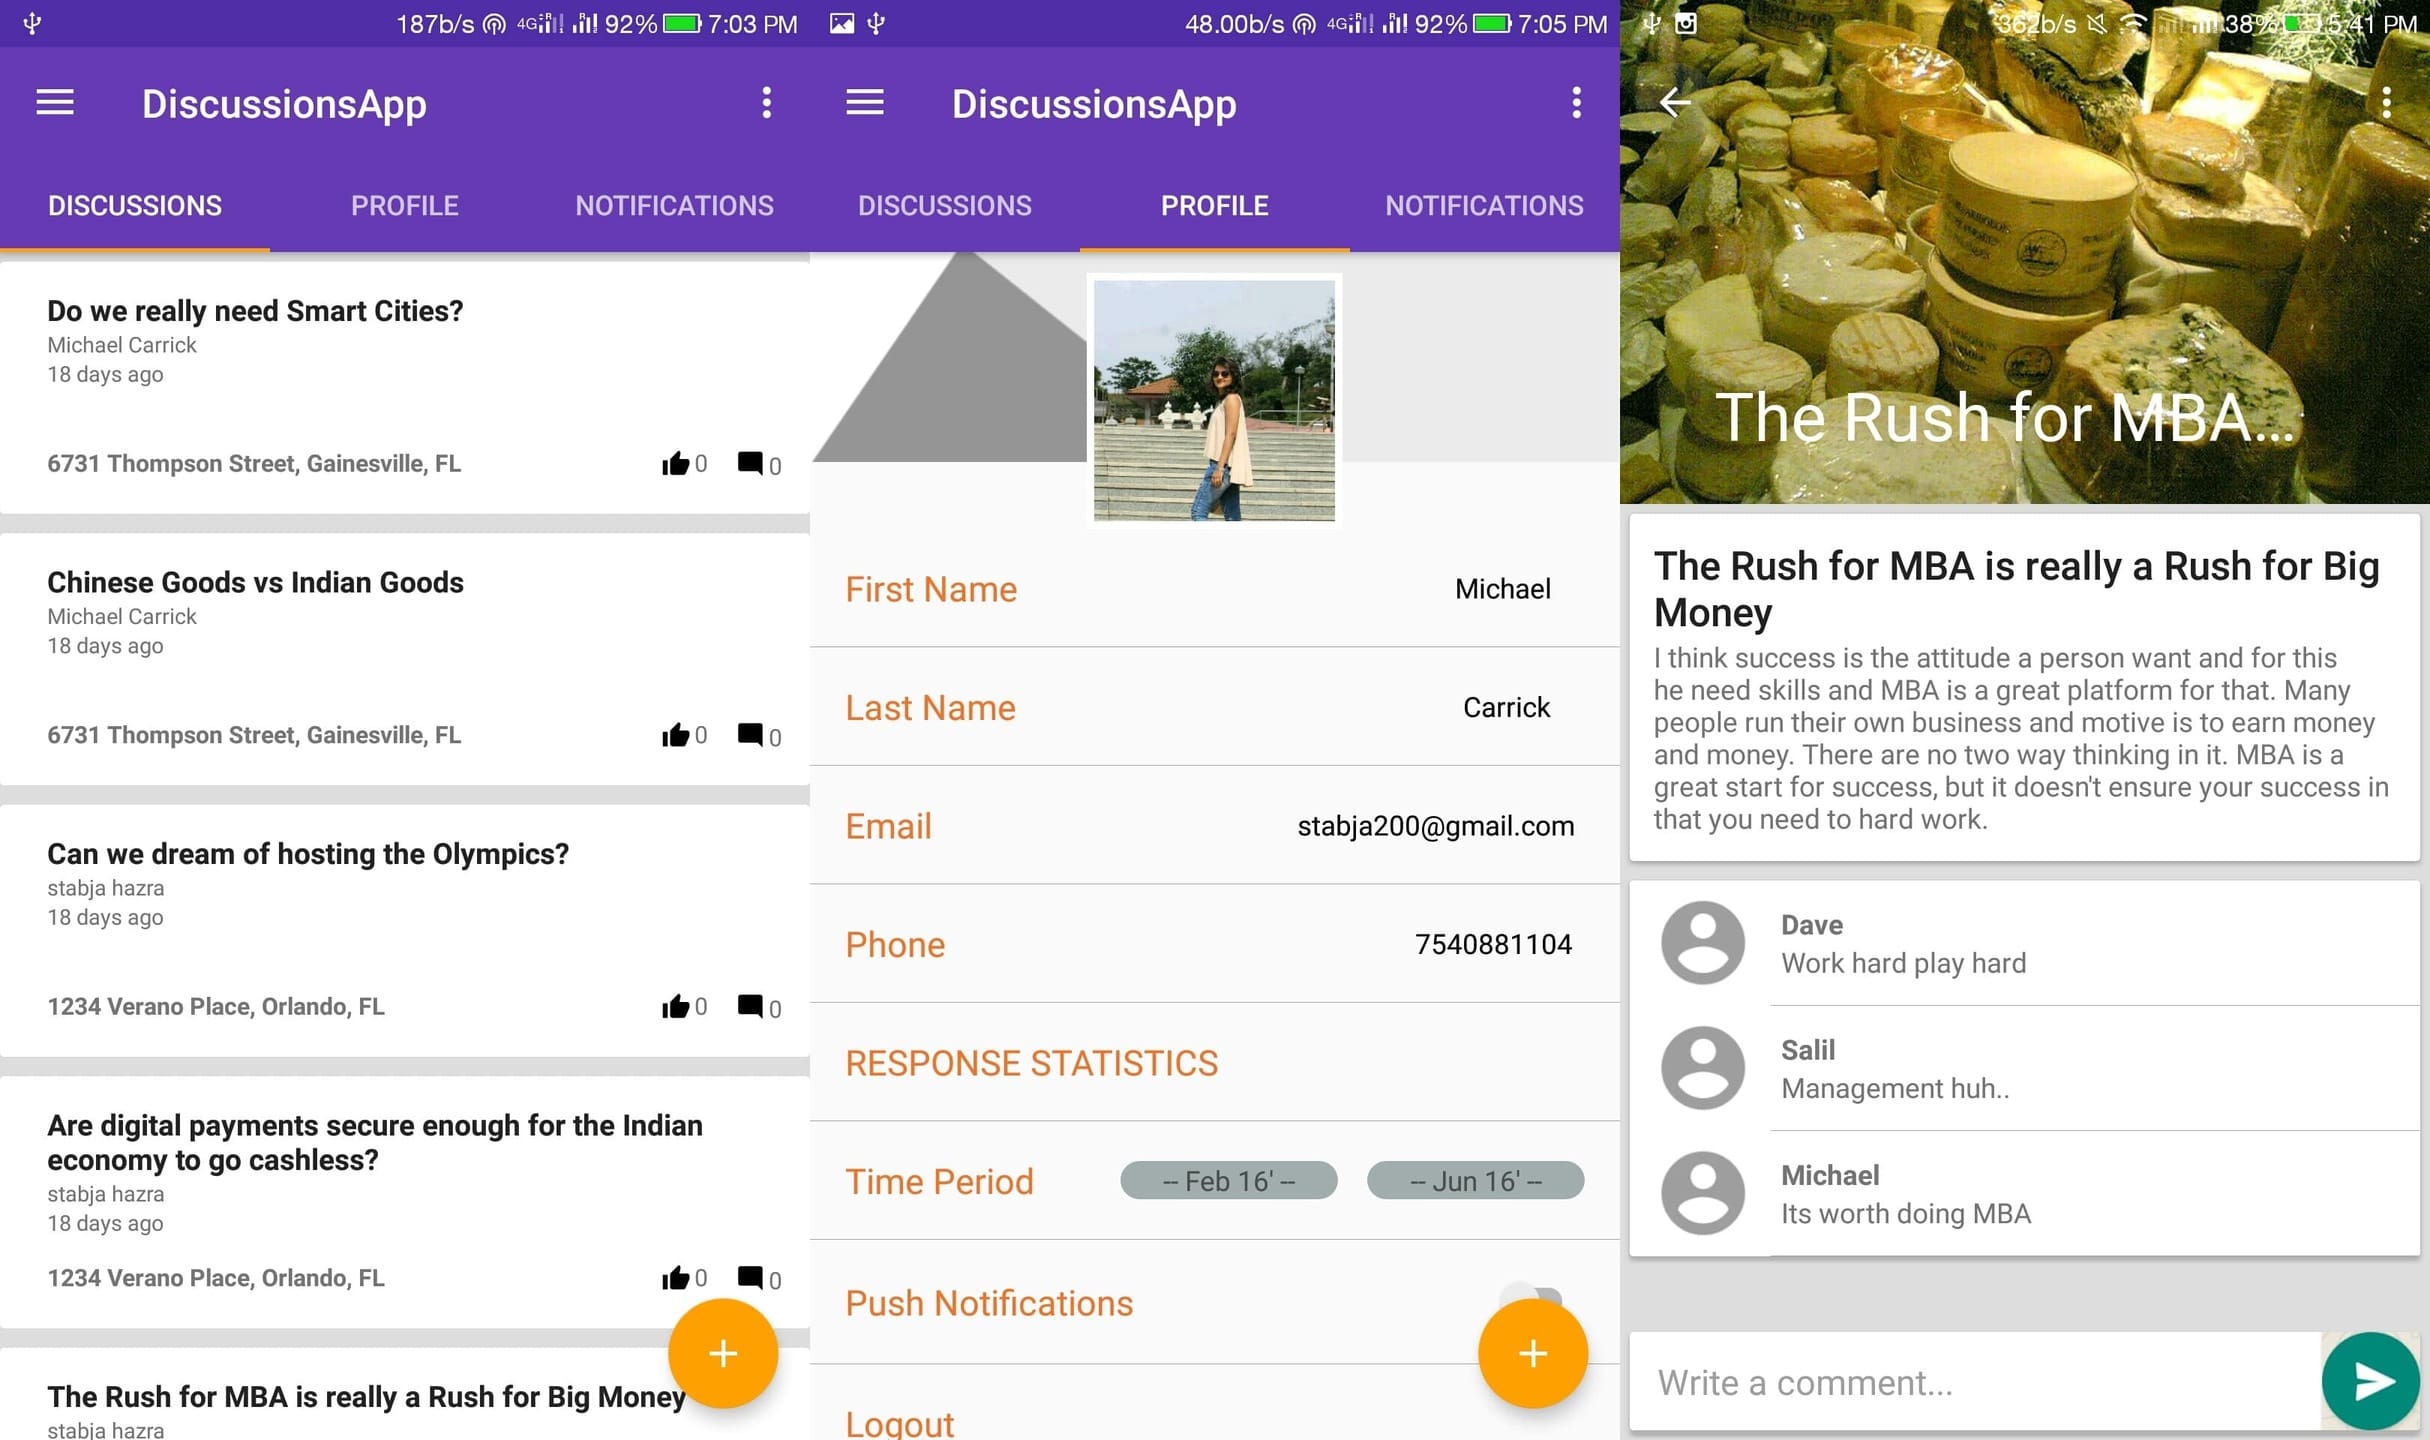 187b/s 4G R R 92% 7:03 PM
DiscussionsApp
DISCUSSIONS PROFILE NOTIFICATIONS
Do we really need Smart Cities?
Michael Carrick
18 days ago
6731 Thompson Street, Gainesville, FL 0 0
Chinese Goods vs Indian Goods
Michael Carrick
18 days ago
6731 Thompson Street, Gainesville, FL 0 0
Can we dream of hosting the Olympics?
stabja hazra
18 days ago
1234 Verano Place, Orlando, FL 0 0
Are digital payments secure enough for the Indian
economy to go cashless?
stabja hazra
18 days ago
1234 Verano Place, Orlando, FL 0 0
The Rush for MBA is really a Rush for Big Money
stabja hazra
48.00b/s 4G R R 92% 7:05 PM
DiscussionsApp
DISCUSSIONS PROFILE NOTIFICATIONS
First Name Michael
Last Name Carrick
Email stabja200@gmail.com
Phone 7540881104
RESPONSE STATISTICS
Time Period -- Feb 16' -- -- Jun 16' --
Push Notifications
Logout
362b/s 38% 5:41 PM
The Rush for MBA...
The Rush for MBA is really a Rush for Big
Money
I think success is the attitude a person want and for this
he need skills and MBA is a great platform for that. Many
people run their own business and motive is to earn money
and money. There are no two way thinking in it. MBA is a
great start for success, but it doesn't ensure your success in
that you need to hard work.
Dave
Work hard play hard
Salil
Management huh..
Michael
Its worth doing MBA
Write a comment...